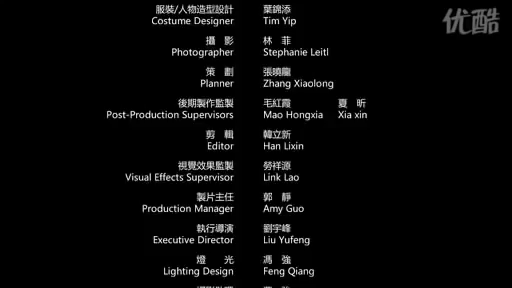 优酷
服裝/人物造型設計 葉錦添
Costume Designer Tim Yip
攝 影 林 菲
Photographer Stephanie Leitl
策 劃 張曉龍
Planner Zhang Xiaolong
後期製作監製 毛紅霞 夏 昕
Post-Production Supervisors Mao Hongxia Xia xin
剪 輯 韓立新
Editor Han Lixin
視覺效果監製 勞祥源
Visual Effects Supervisor Link Lao
製片主任 郭 靜
Production Manager Amy Guo
執行導演 劉宇峰
Executive Director Liu Yufeng
燈 光 馮 強
Lighting Design Feng Qiang